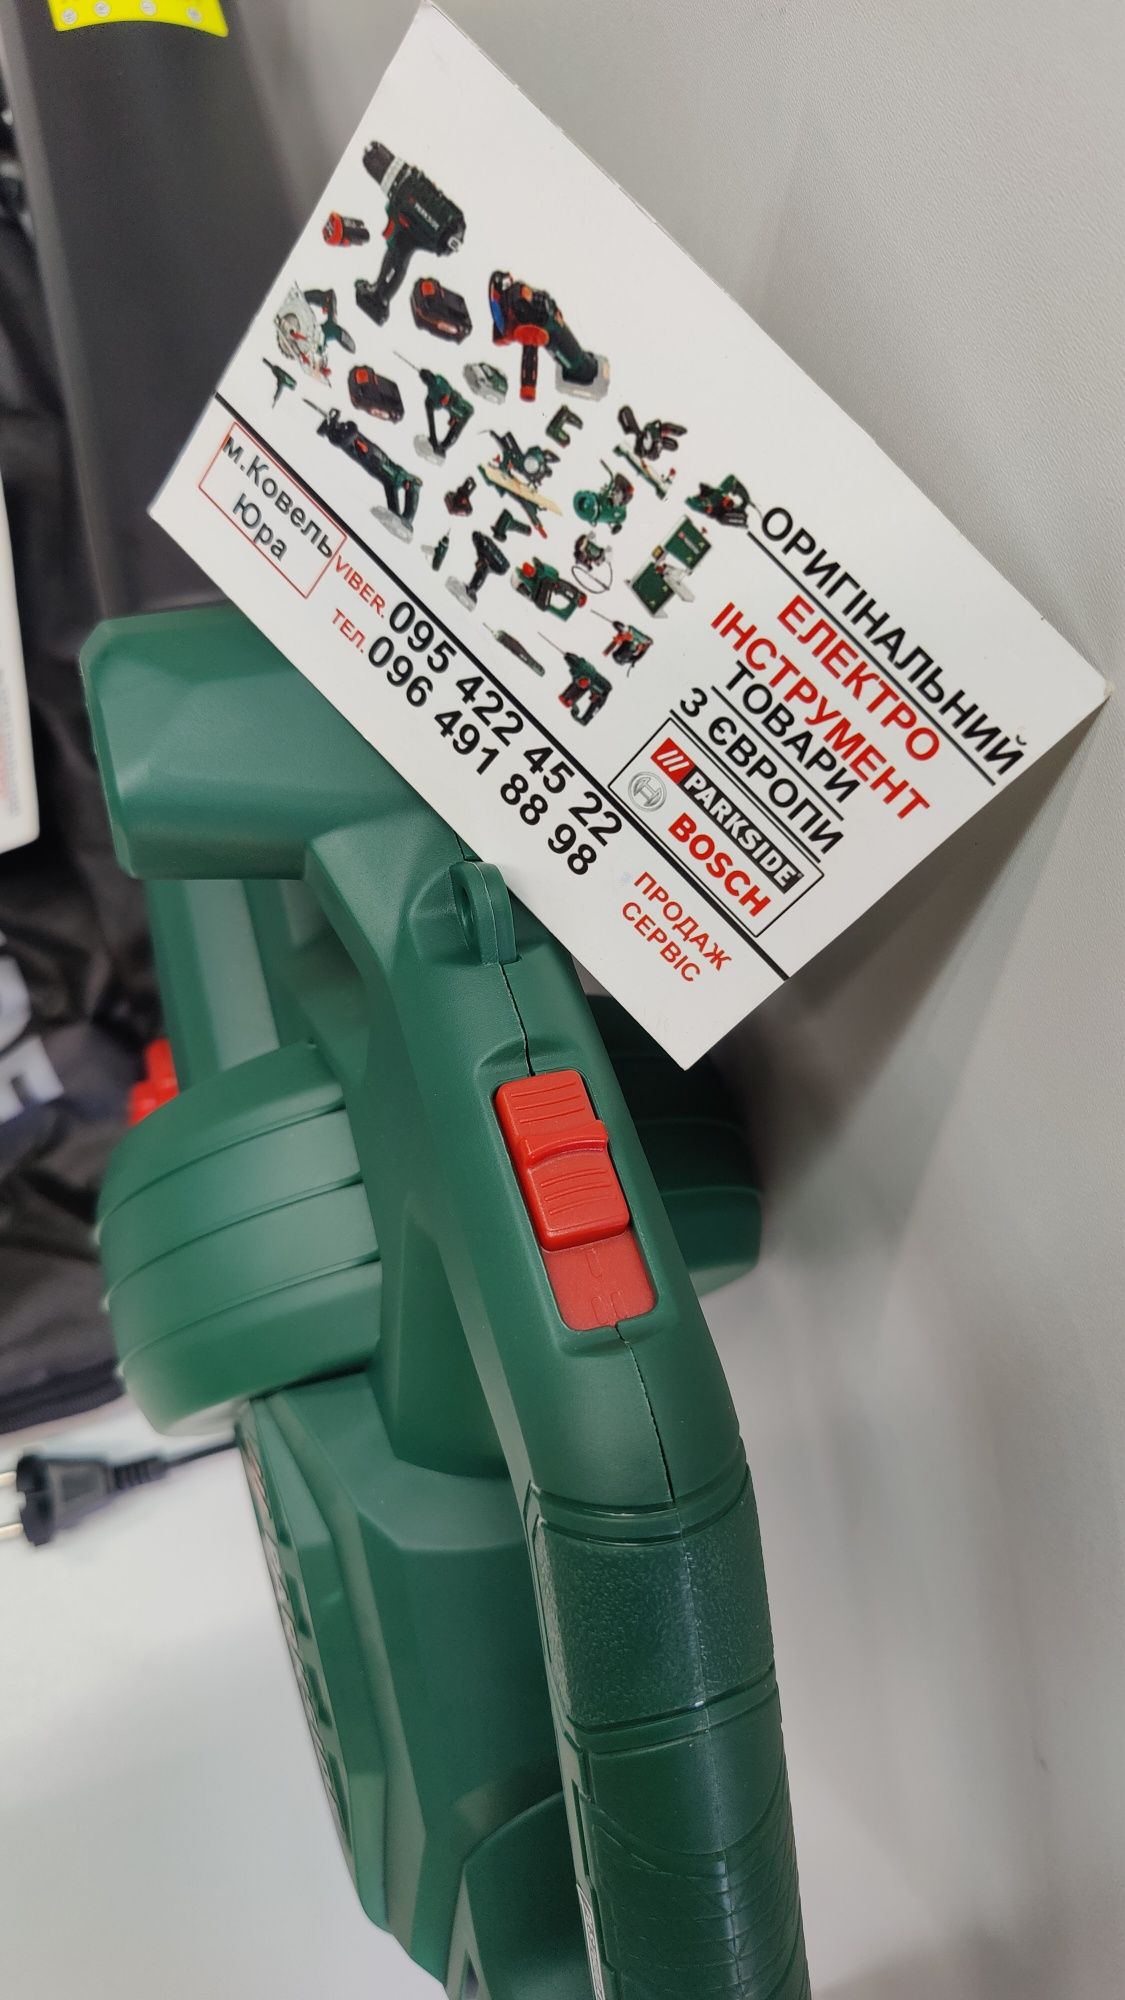 ОРИГІНАЛЬНИЙ
ЕЛЕКТРО
ІНСТРУМЕНТ
ТОВАРИ
З ЄВРОПИ
PARKSIDE
BOSCH
м.Ковель
Юра
VIBER. 095 422 45 22
ТЕЛ. 096 491 88 98
ПРОДАЖ
СЕРВІС
I
II